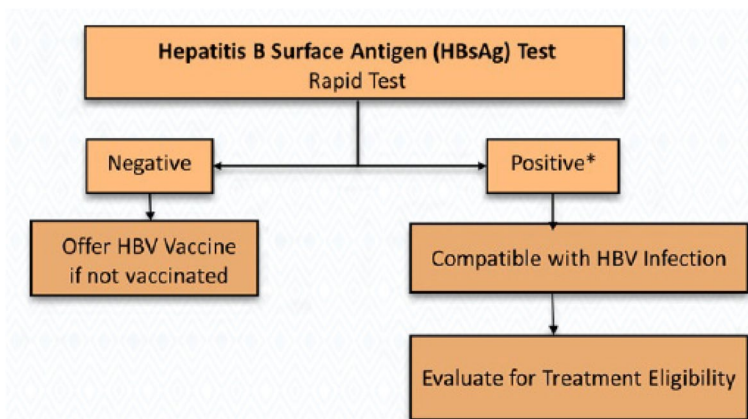 Hepatitis B Surface Antigen (HBsAg) Test
Rapid Test
Negative
Positive*
Offer HBV Vaccine
if not vaccinated
Compatible with HBV Infection
Evaluate for Treatment Eligibility